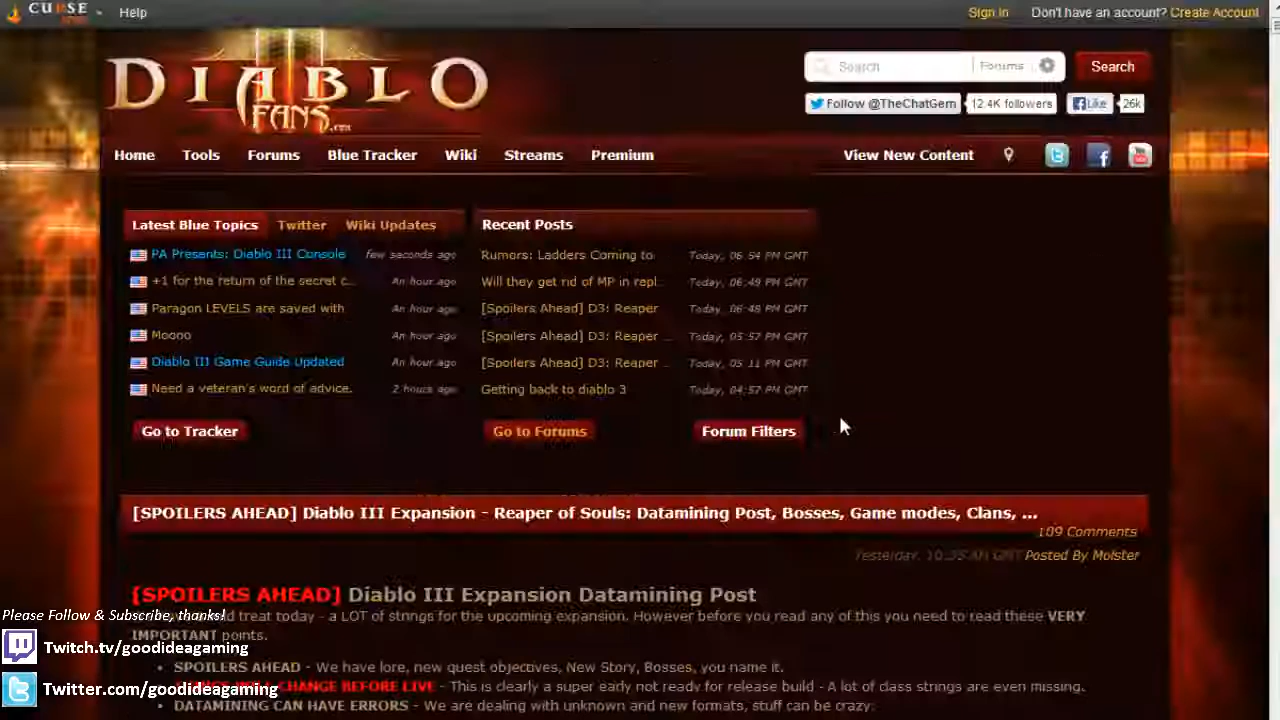 CURSE Help Sign In Don't have an account? Create Account
DIABLO III
FANS.com
Search Forums Search
Follow @TheChatGem 12.4K followers Like 26k
Home Tools Forums Blue Tracker Wiki Streams Premium View New Content
Latest Blue Topics Twitter Wiki Updates Recent Posts
PA Presents: Diablo III Console few seconds ago Rumors: Ladders Coming to Today, 06:54 PM GMT
+1 for the return of the secret c... An hour ago Will they get rid of MP in repl Today, 06:49 PM GMT
Paragon LEVELS are saved with An hour ago [Spoilers Ahead] D3: Reaper Today, 06:48 PM GMT
Moooo An hour ago [Spoilers Ahead] D3: Reaper ... Today, 05:57 PM GMT
Diablo III Game Guide Updated An hour ago [Spoilers Ahead] D3: Reaper ... Today, 05:11 PM GMT
Need a veteran's word of advice. 2 hours ago Getting back to diablo 3 Today, 04:57 PM GMT
Go to Tracker Go to Forums Forum Filters
[SPOILERS AHEAD] Diablo III Expansion - Reaper of Souls: Datamining Post, Bosses, Game modes, Clans, ...
109 Comments
Yesterday, GMT Posted By Molster
[SPOILERS AHEAD] Diablo III Expansion Datamining Post
Please Follow & Subscribe, thanks!
treat today - a LOT of strings for the upcoming expansion. However before you read any of this you need to read these VERY
IMPORTANT points.
Twitch.tv/goodideagaming
SPOILERS AHEAD - We have lore, new quest objectives, New Story, Bosses, you name it.
CHANGE BEFORE LIVE - This is clearly a super early not ready for release build - A lot of class strings are even missing.
Twitter.com/goodideagaming
DATAMINING CAN HAVE ERRORS - We are dealing with unknown and new formats, stuff can be crazy.